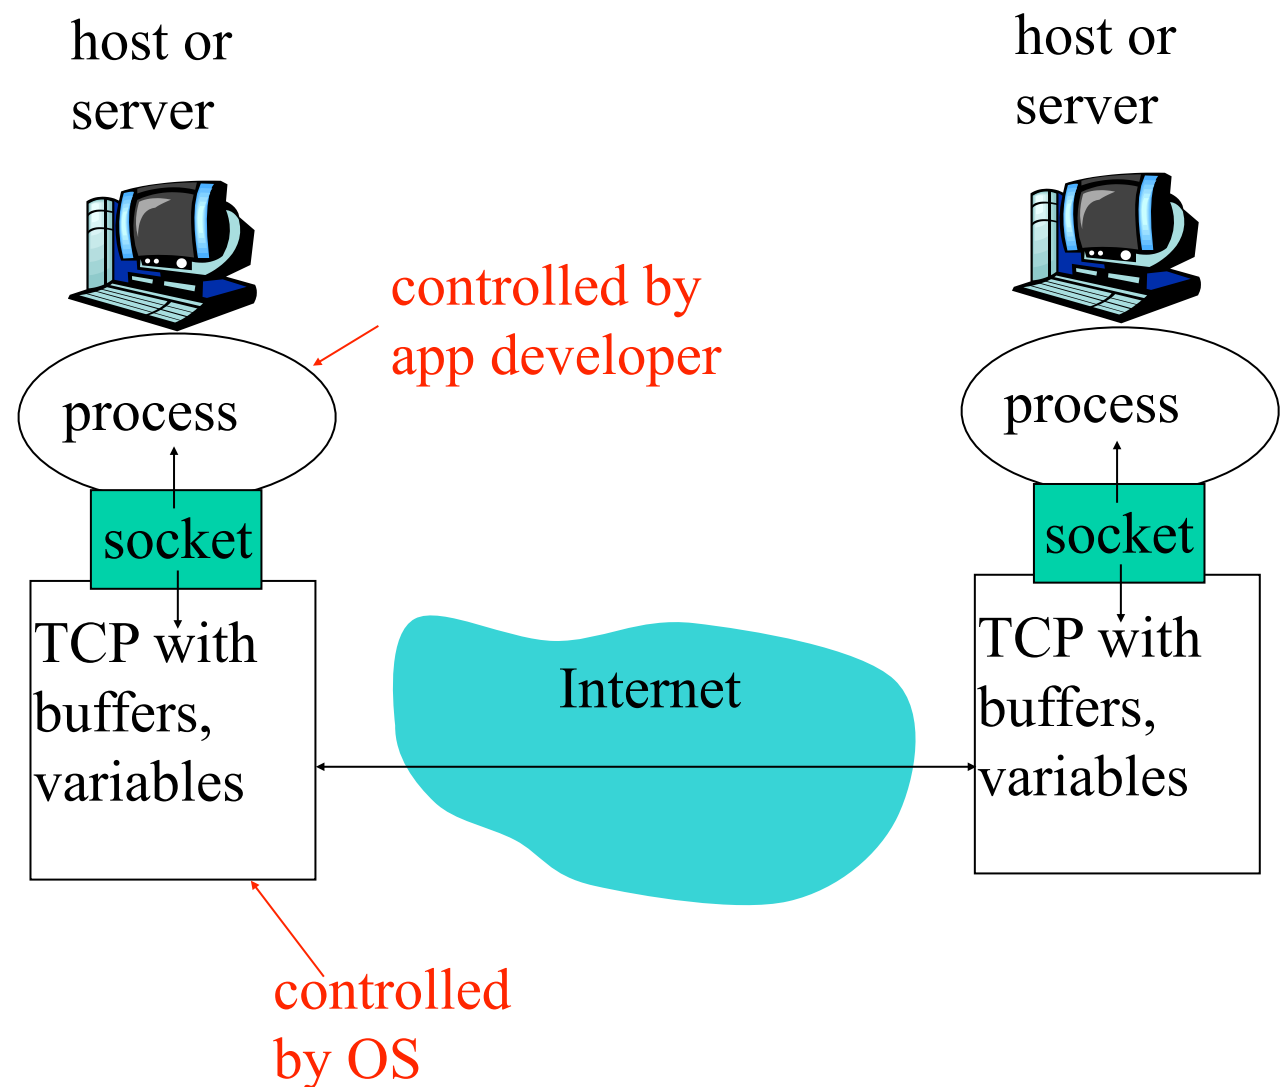 host or
server
host or
server
controlled by
app developer
process
process
socket
socket
TCP with
buffers,
variables
Internet
TCP with
buffers,
variables
controlled
by OS